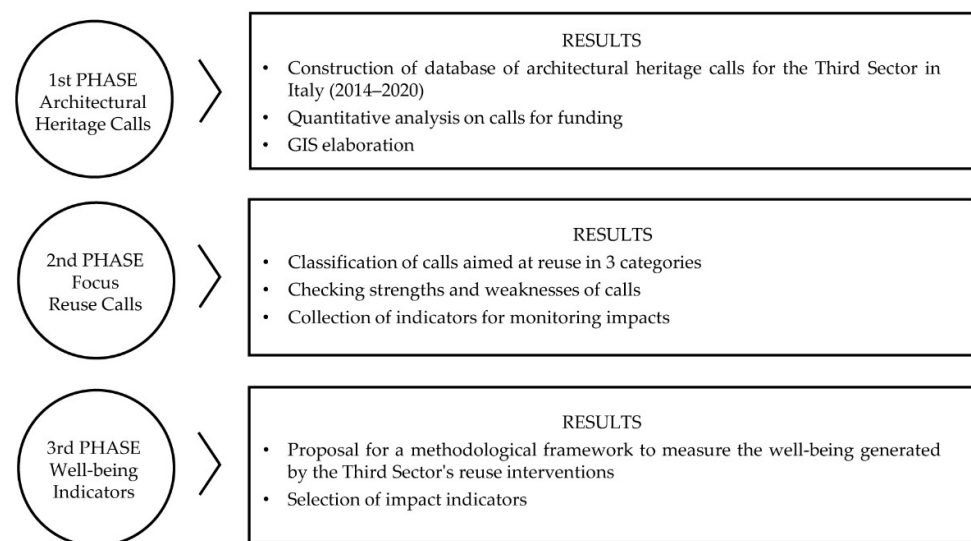 1st PHASE
Architectural
Heritage Calls
RESULTS
• Construction of database of architectural heritage calls for the Third Sector in
Italy (2014–2020)
• Quantitative analysis on calls for funding
• GIS elaboration
2nd PHASE
Focus
Reuse Calls
RESULTS
• Classification of calls aimed at reuse in 3 categories
• Checking strengths and weaknesses of calls
• Collection of indicators for monitoring impacts
3rd PHASE
Well-being
Indicators
RESULTS
• Proposal for a methodological framework to measure the well-being generated
by the Third Sector's reuse interventions
• Selection of impact indicators